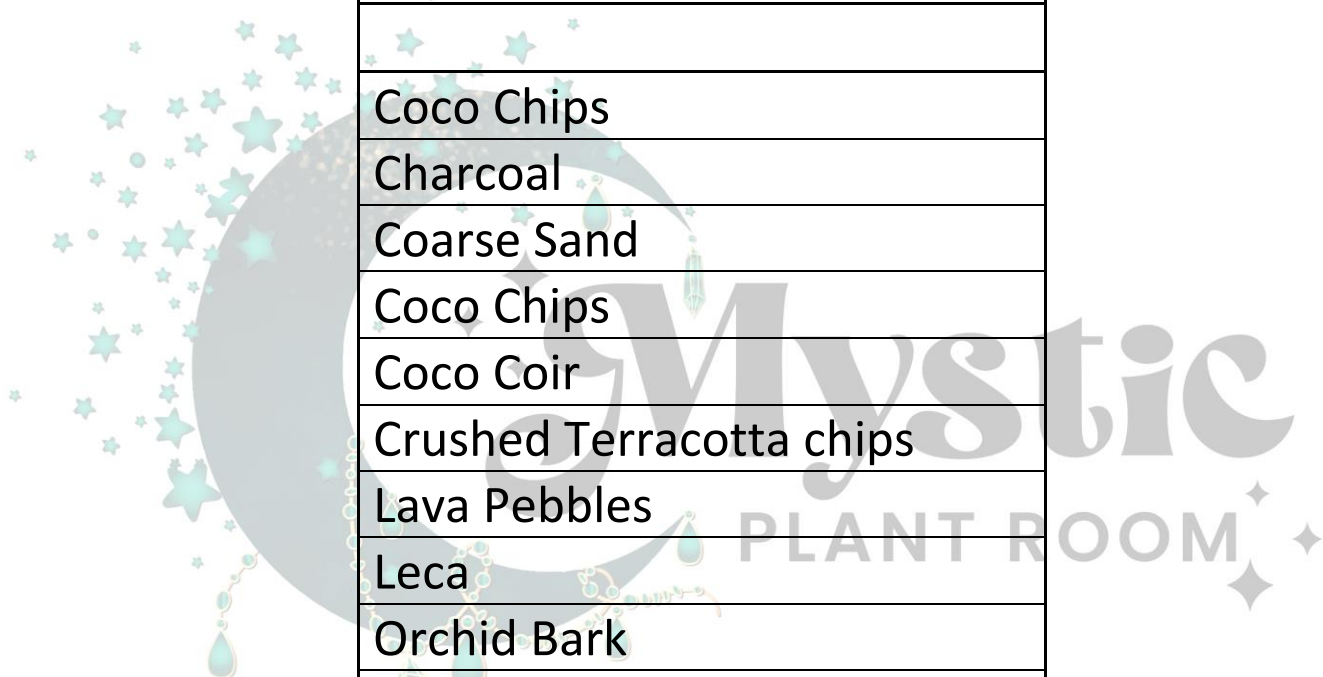 Coco Chips
Charcoal
Coarse Sand
Coco Chips
Coco Coir
Crushed Terracotta chips
Lava Pebbles
Leca
Orchid Bark
Mystic
PLANT ROOM